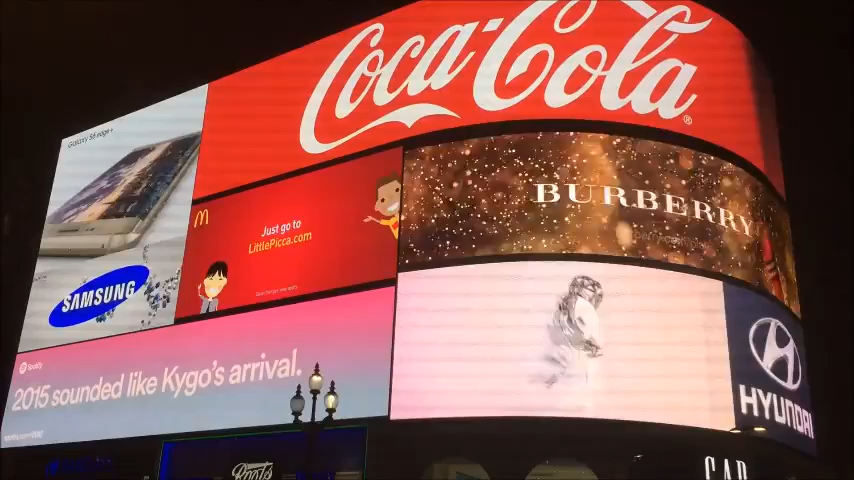 Coca-Cola
®
Galaxy S6 edge+
SAMSUNG
Just go to
LittlePicca.com
BURBERRY
Spotify
2015 sounded like Kygo's arrival.
HYUNDAI
Boots
GAP